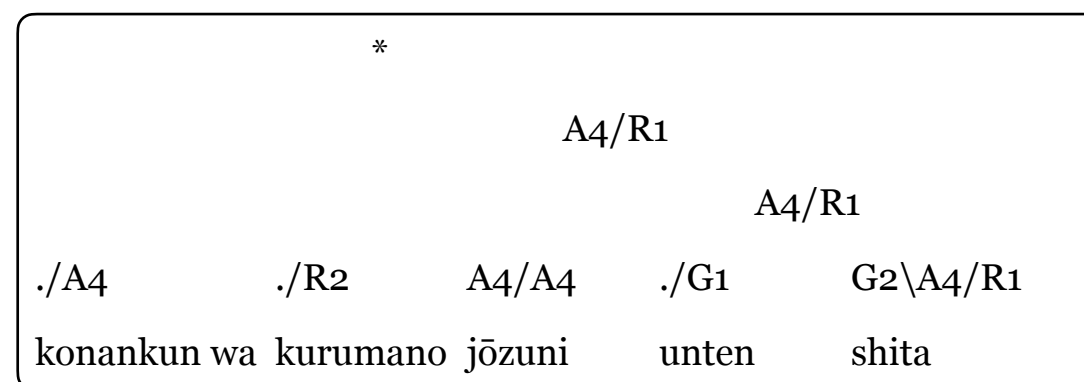 *
A4/R1
A4/R1
./A4 ./R2 A4/A4 ./G1 G2\A4/R1
konankun wa kurumano jōzuni unten shita